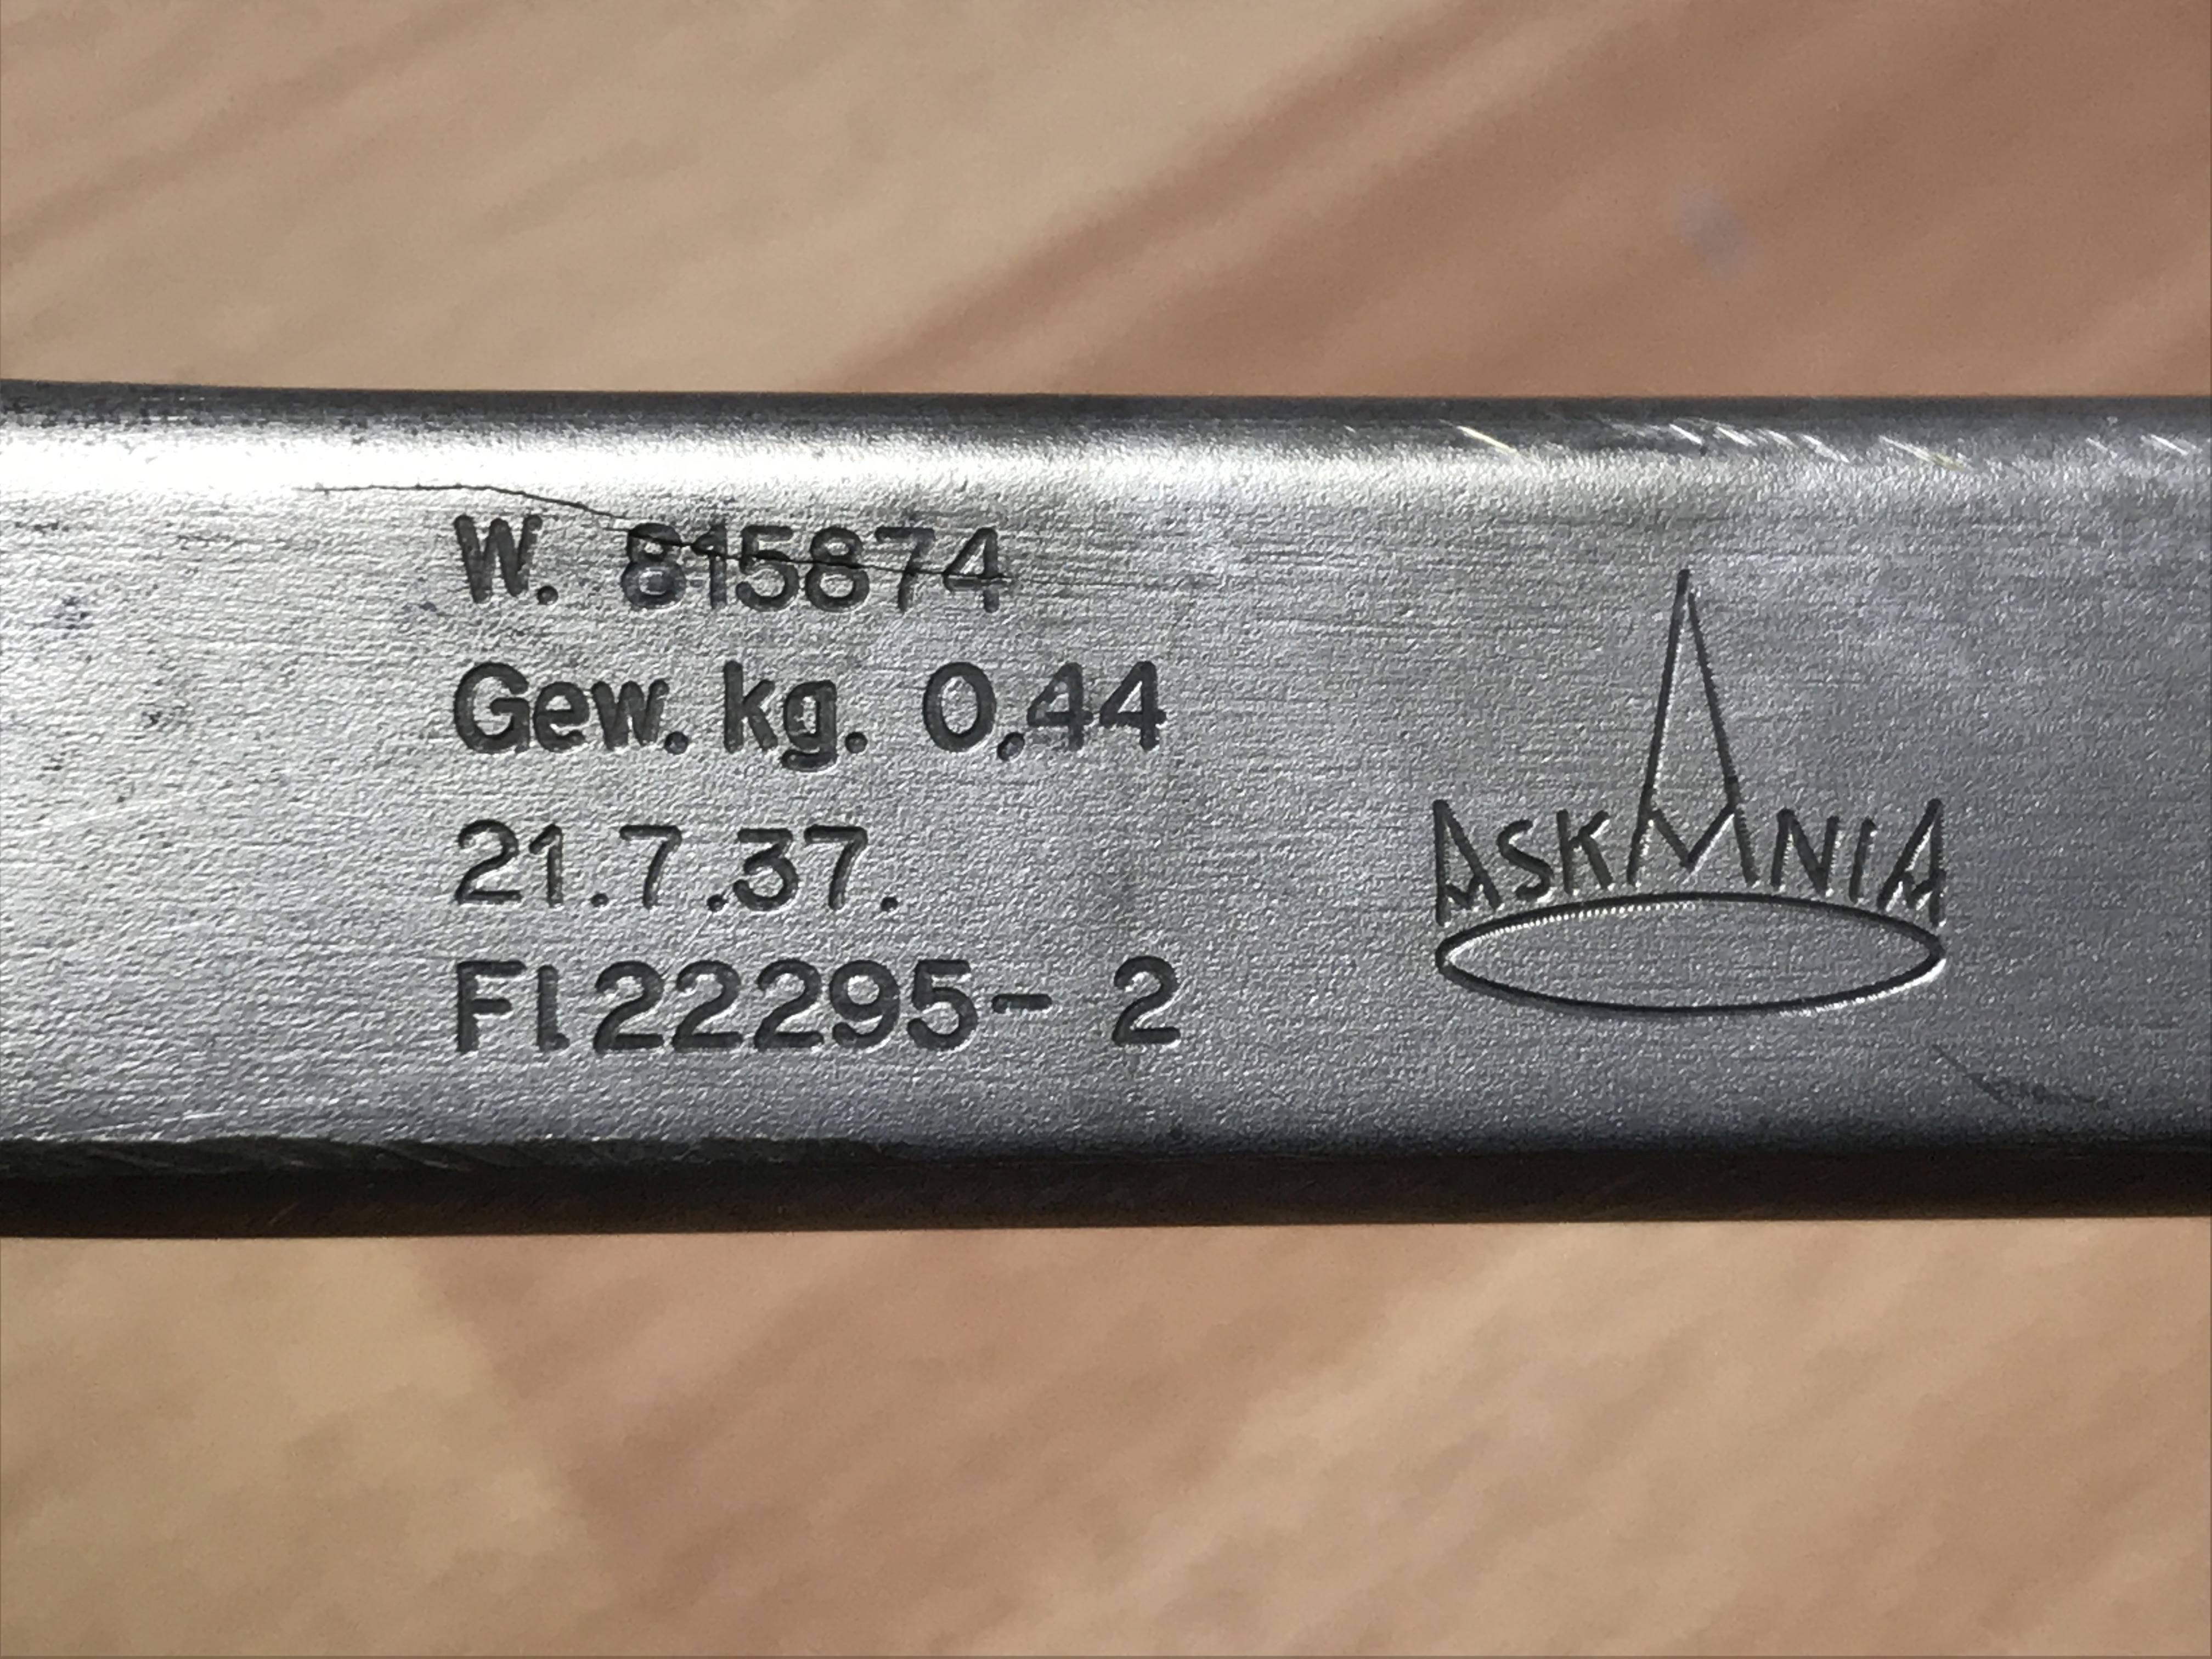 W. 815874
Gew. kg. 0,44
21.7.37.
Fl 22295- 2
ASKANIA